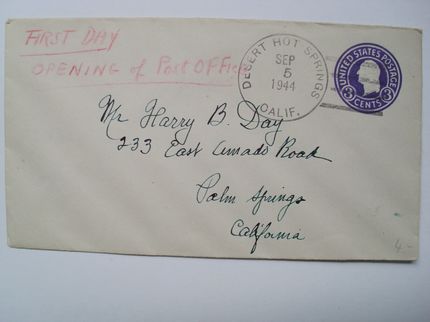 FIRST DAY
OPENING of Post OFFice
DESERT HOT SPRINGS
SEP
5
1944
CALIF.
UNITED STATES POSTAGE
3 CENTS 3
Mr Harry B. Day
233 East Amado Road
Palm Springs
California
4-